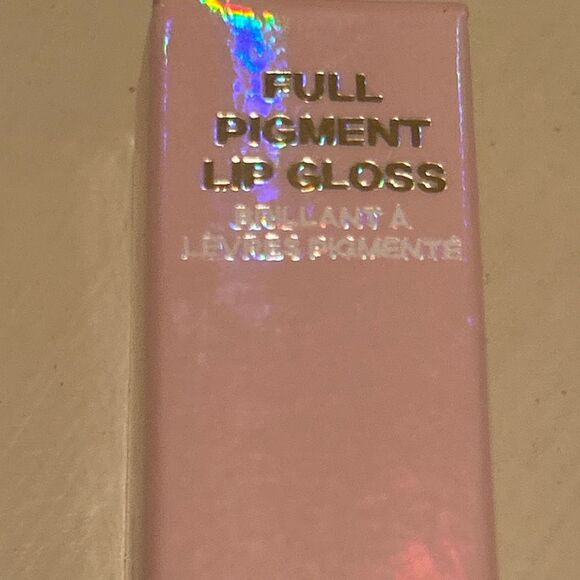 FULL
PIGMENT
LIP GLOSS
BRILLANT À
LÈVRES PIGMENTÉ